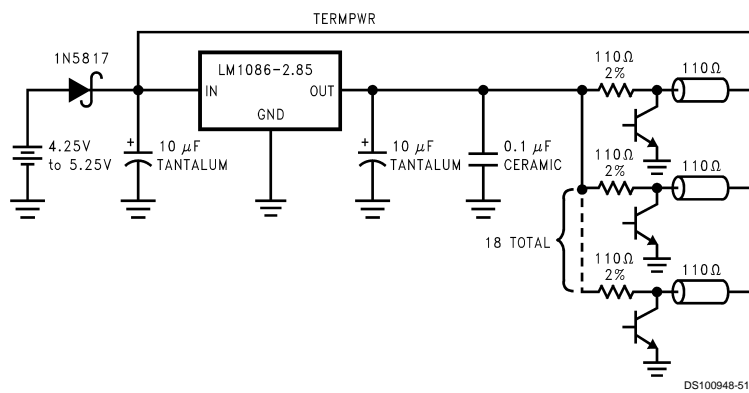 TERMPWR
1N5817
LM1086-2.85
IN
OUT
GND
4.25V
to 5.25V
+
10 μF
TANTALUM
+
10 μF
TANTALUM
0.1 μF
CERAMIC
110Ω
2%
110Ω
110Ω
2%
110Ω
18 TOTAL
110Ω
2%
110Ω
DS100948-51